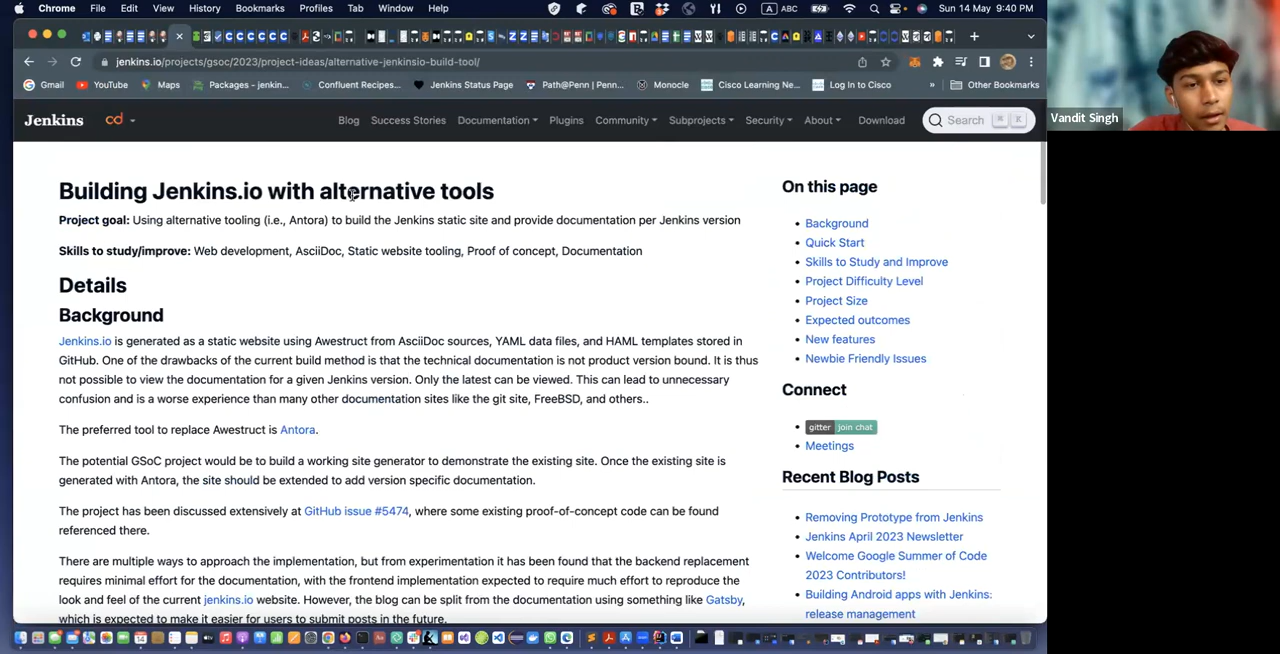 Chrome File Edit View History Bookmarks Profiles Tab Window Help
A ABC Sun 14 May 9:40 PM
jenkins.io/projects/gsoc/2023/project-ideas/alternative-jenkinsio-build-tool/
Gmail YouTube Maps Packages - jenkin... Confluent Recipes... Jenkins Status Page Path@Penn | Penn... Monocle Cisco Learning Ne... Log In to Cisco » Other Bookmarks
Jenkins cd Blog Success Stories Documentation Plugins Community Subprojects Security About Download Search ⌘ K
Vandit Singh
Building Jenkins.io with alternative tools
Project goal: Using alternative tooling (i.e., Antora) to build the Jenkins static site and provide documentation per Jenkins version
Skills to study/improve: Web development, AsciiDoc, Static website tooling, Proof of concept, Documentation
Details
Background
Jenkins.io is generated as a static website using Awestruct from AsciiDoc sources, YAML data files, and HAML templates stored in
GitHub. One of the drawbacks of the current build method is that the technical documentation is not product version bound. It is thus
not possible to view the documentation for a given Jenkins version. Only the latest can be viewed. This can lead to unnecessary
confusion and is a worse experience than many other documentation sites like the git site, FreeBSD, and others..
The preferred tool to replace Awestruct is Antora.
The potential GSoC project would be to build a working site generator to demonstrate the existing site. Once the existing site is
generated with Antora, the site should be extended to add version specific documentation.
The project has been discussed extensively at GitHub issue #5474, where some existing proof-of-concept code can be found
referenced there.
There are multiple ways to approach the implementation, but from experimentation it has been found that the backend replacement
requires minimal effort for the documentation, with the frontend implementation expected to require much effort to reproduce the
look and feel of the current jenkins.io website. However, the blog can be split from the documentation using something like Gatsby,
which is expected to make it easier for users to submit posts in the future.
On this page
Background
Quick Start
Skills to Study and Improve
Project Difficulty Level
Project Size
Expected outcomes
New features
Newbie Friendly Issues
Connect
gitter join chat
Meetings
Recent Blog Posts
Removing Prototype from Jenkins
Jenkins April 2023 Newsletter
Welcome Google Summer of Code
2023 Contributors!
Building Android apps with Jenkins:
release management